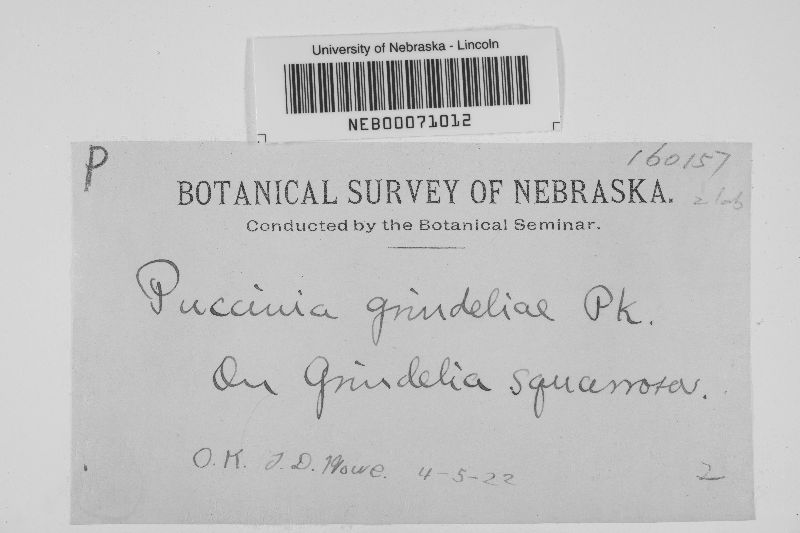 University of Nebraska - Lincoln
NEB00071012
P
160157
BOTANICAL SURVEY OF NEBRASKA.
Conducted by the Botanical Seminar.
Puccinia grindeliae Pk.
On Grindelia squarrosa.
O.K. J. D. Howe. 4-5-22
2